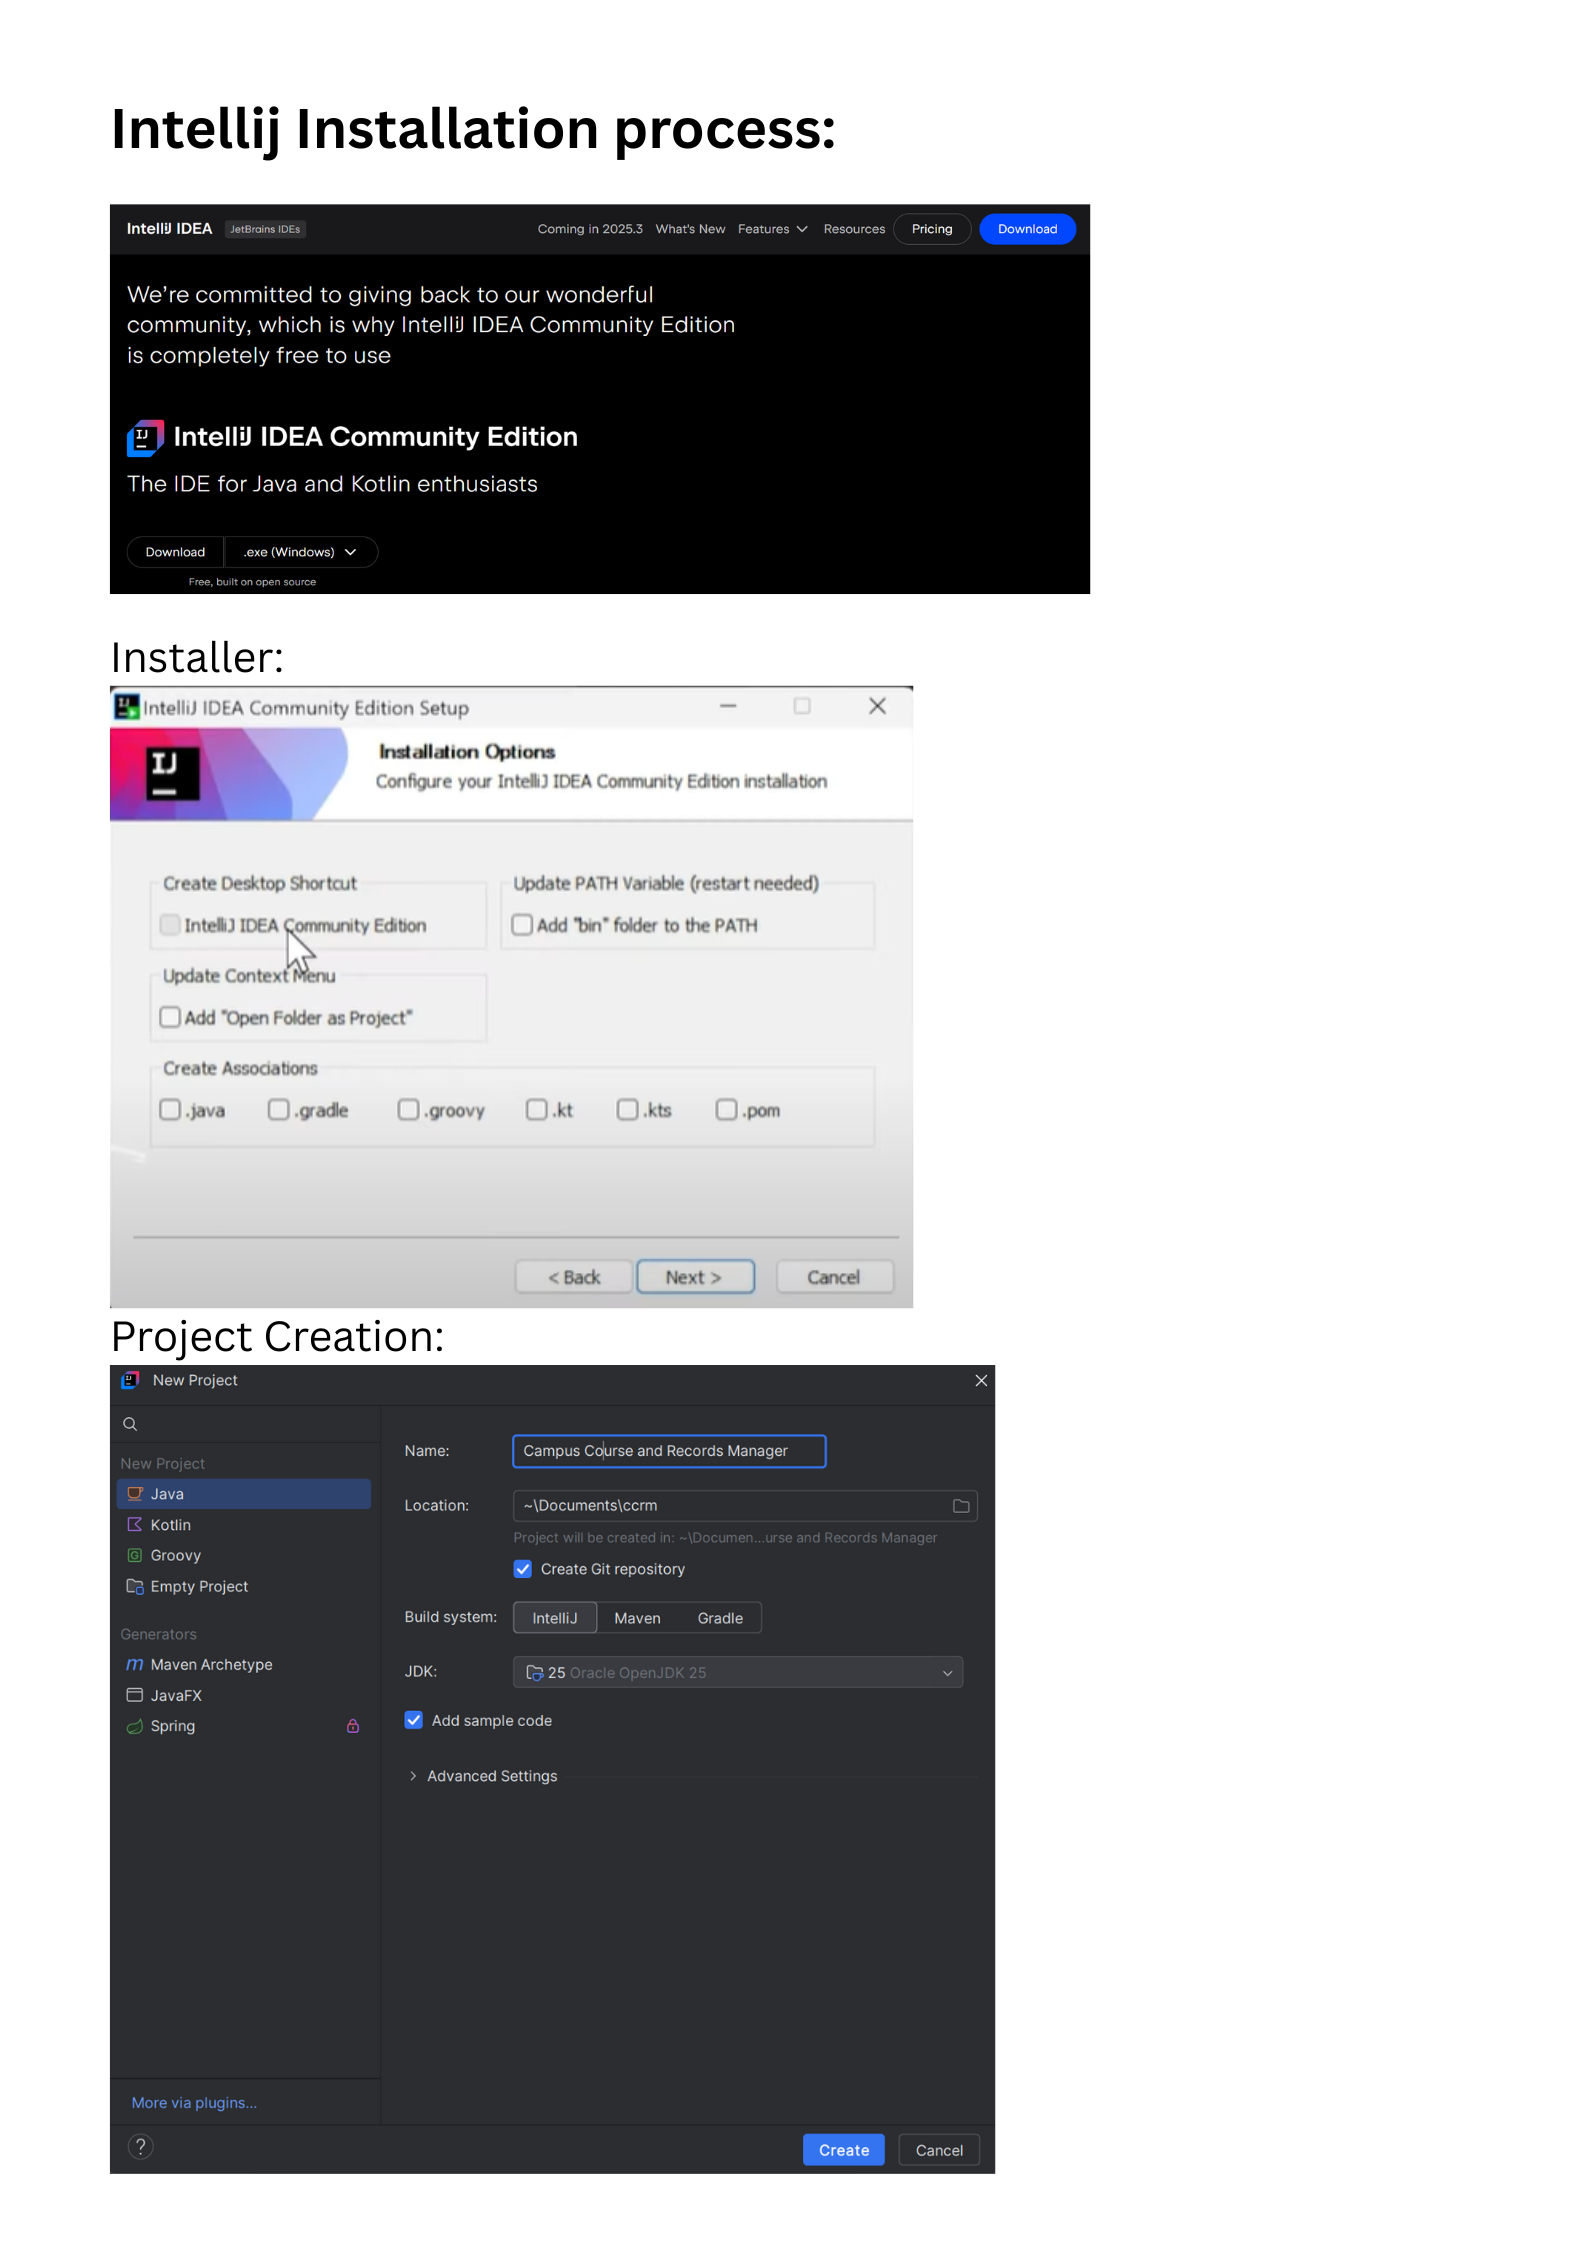 Intellij Installation process:
IntelliJ IDEA JetBrains IDEs Coming in 2025.3 What's New Features Resources Pricing Download
We're committed to giving back to our wonderful
community, which is why IntelliJ IDEA Community Edition
is completely free to use
IJ IntelliJ IDEA Community Edition
The IDE for Java and Kotlin enthusiasts
Download .exe (Windows)
Free, built on open source
Installer:
IJ IntelliJ IDEA Community Edition Setup
IJ
Installation Options
Configure your IntelliJ IDEA Community Edition installation
Create Desktop Shortcut Update PATH Variable (restart needed)
IntelliJ IDEA Community Edition Add "bin" folder to the PATH
Update Context Menu
Add "Open Folder as Project"
Create Associations
.java .gradle .groovy .kt .kts .pom
< Back Next > Cancel
Project Creation:
IJ New Project
New Project
Java
Kotlin
G Groovy
Empty Project
Generators
m Maven Archetype
JavaFX
Spring
More via plugins...
?
Name: Campus Course and Records Manager
Location: ~\Documents\ccrm
Project will be created in: ~\Documen...urse and Records Manager
Create Git repository
Build system: IntelliJ Maven Gradle
JDK: 25 Oracle OpenJDK 25
Add sample code
Advanced Settings
Create Cancel